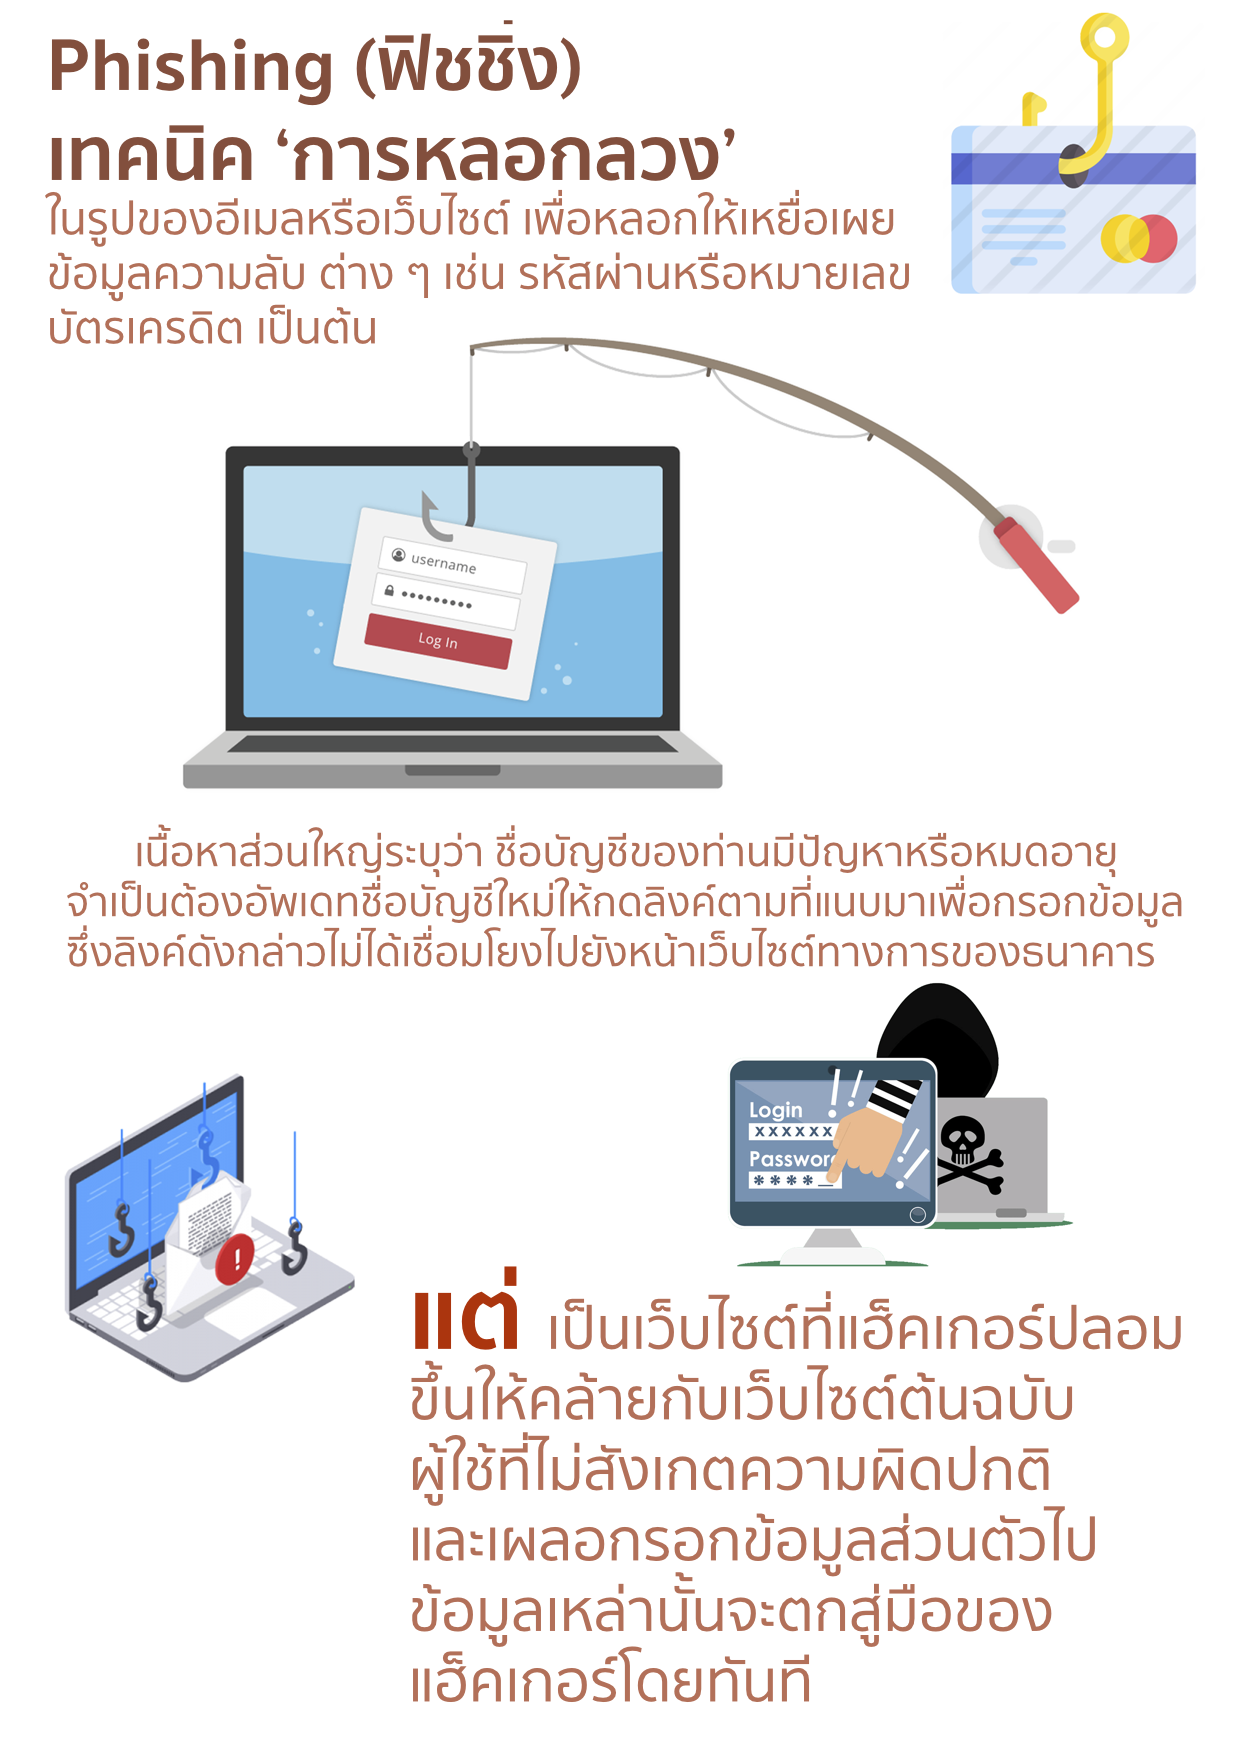 Phishing (ฟิชชิ่ง)
เทคนิค ‘การหลอกลวง’
ในรูปของอีเมลหรือเว็บไซต์ เพื่อหลอกให้เหยื่อเผย
ข้อมูลความลับ ต่าง ๆ เช่น รหัสผ่านหรือหมายเลข
บัตรเครดิต เป็นต้น
username
Log In
เนื้อหาส่วนใหญ่ระบุว่า ชื่อบัญชีของท่านมีปัญหาหรือหมดอายุ
จำเป็นต้องอัพเดทชื่อบัญชีใหม่ให้กดลิงค์ตามที่แนบมาเพื่อกรอกข้อมูล
ซึ่งลิงค์ดังกล่าวไม่ได้เชื่อมโยงไปยังหน้าเว็บไซต์ทางการของธนาคาร
Login
xxxxxx
Password
****_
แต่ เป็นเว็บไซต์ที่แฮ็คเกอร์ปลอม
ขึ้นให้คล้ายกับเว็บไซต์ต้นฉบับ
ผู้ใช้ที่ไม่สังเกตความผิดปกติ
และเผลอกรอกข้อมูลส่วนตัวไป
ข้อมูลเหล่านั้นจะตกสู่มือของ
แฮ็คเกอร์โดยทันที